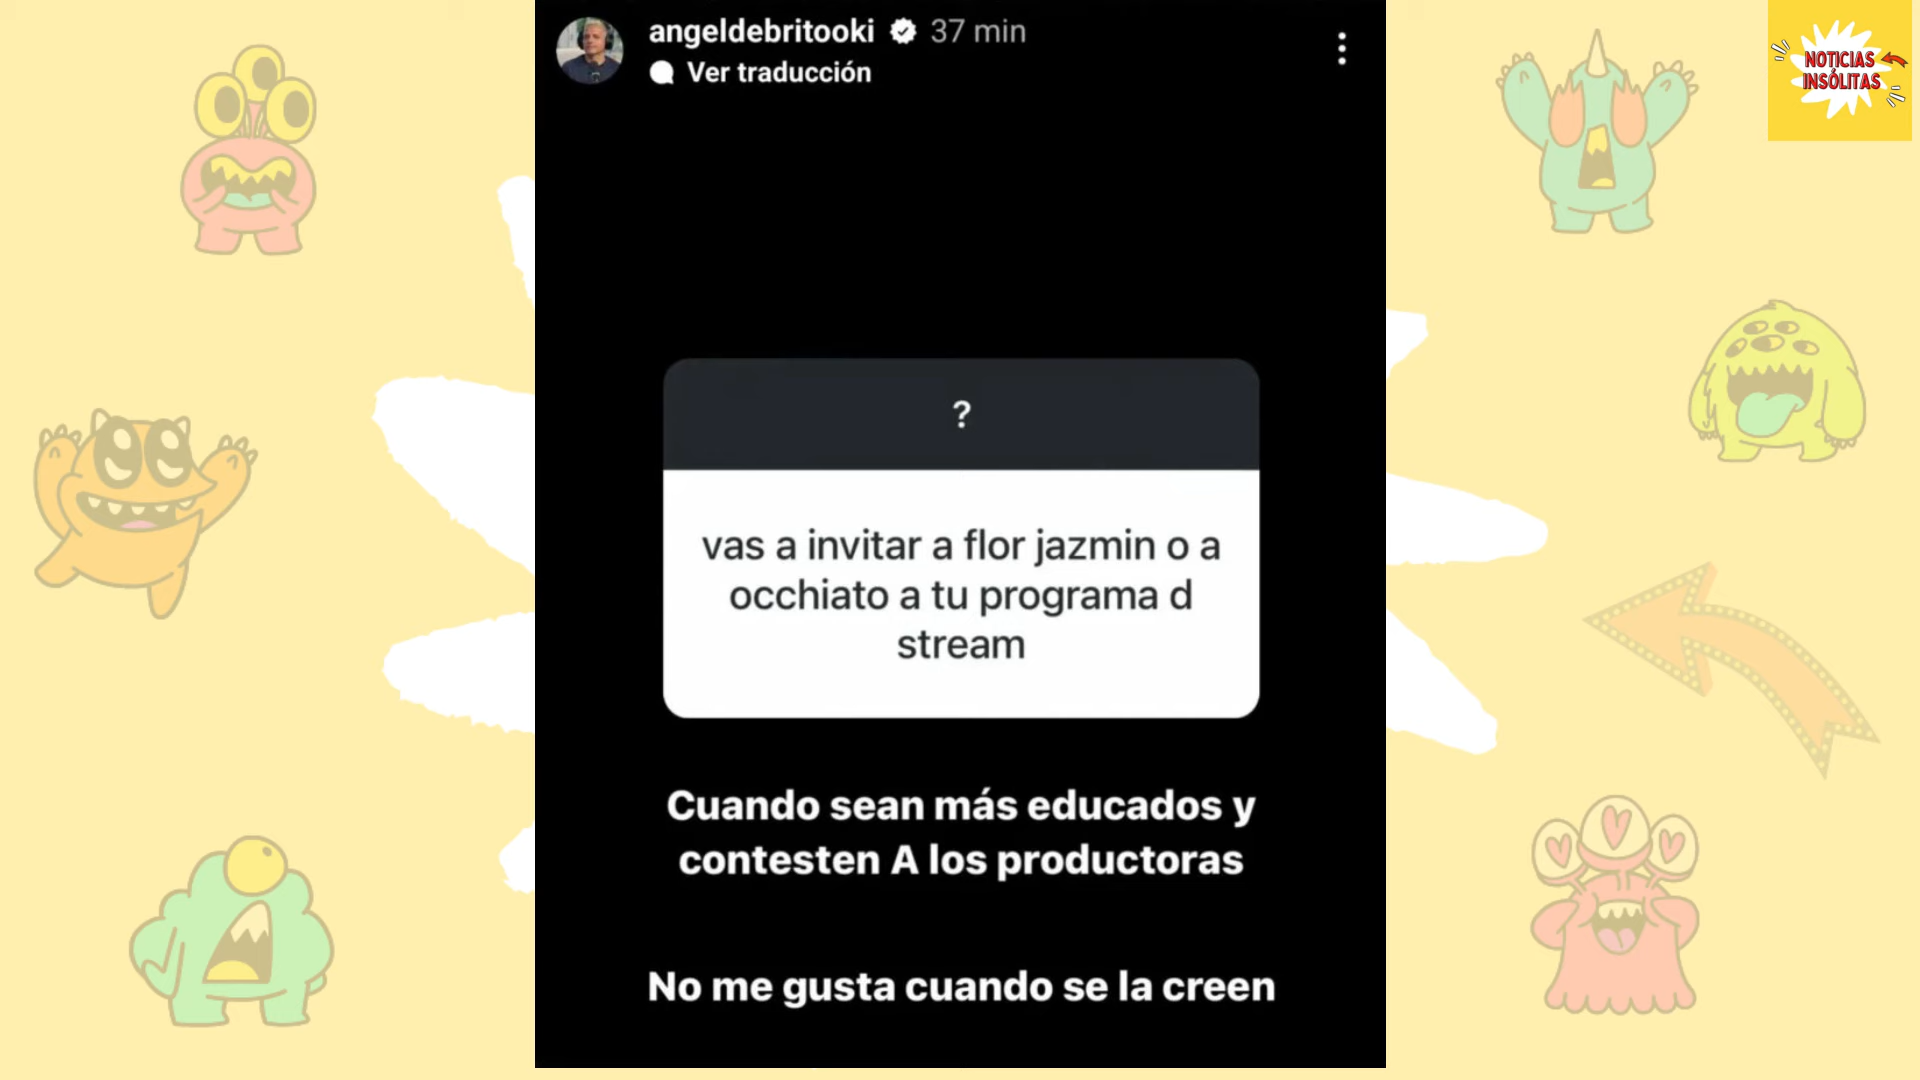 angeldebritooki 37 min
Ver traducción
NOTICIAS
INSÓLITAS
?
vas a invitar a flor jazmin o a
occhiato a tu programa d
stream
Cuando sean más educados y
contesten A los productoras
No me gusta cuando se la creen